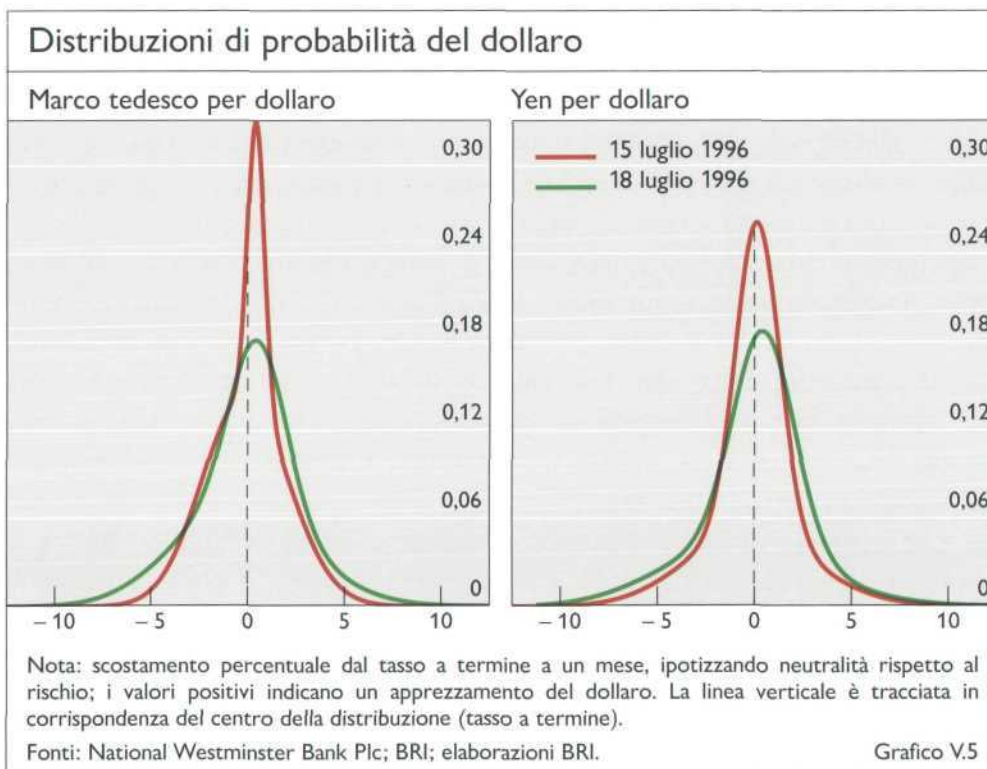 Distribuzioni di probabilità del dollaro
Marco tedesco per dollaro
Yen per dollaro
0,30
0,24
0,18
0,12
0,06
0
– 10
– 5
0
5
10
15 luglio 1996
18 luglio 1996
0,30
0,24
0,18
0,12
0,06
0
– 10
– 5
0
5
10
Nota: scostamento percentuale dal tasso a termine a un mese, ipotizzando neutralità rispetto al
rischio; i valori positivi indicano un apprezzamento del dollaro. La linea verticale è tracciata in
corrispondenza del centro della distribuzione (tasso a termine).
Fonti: National Westminster Bank Plc; BRI; elaborazioni BRI.
Grafico V.5